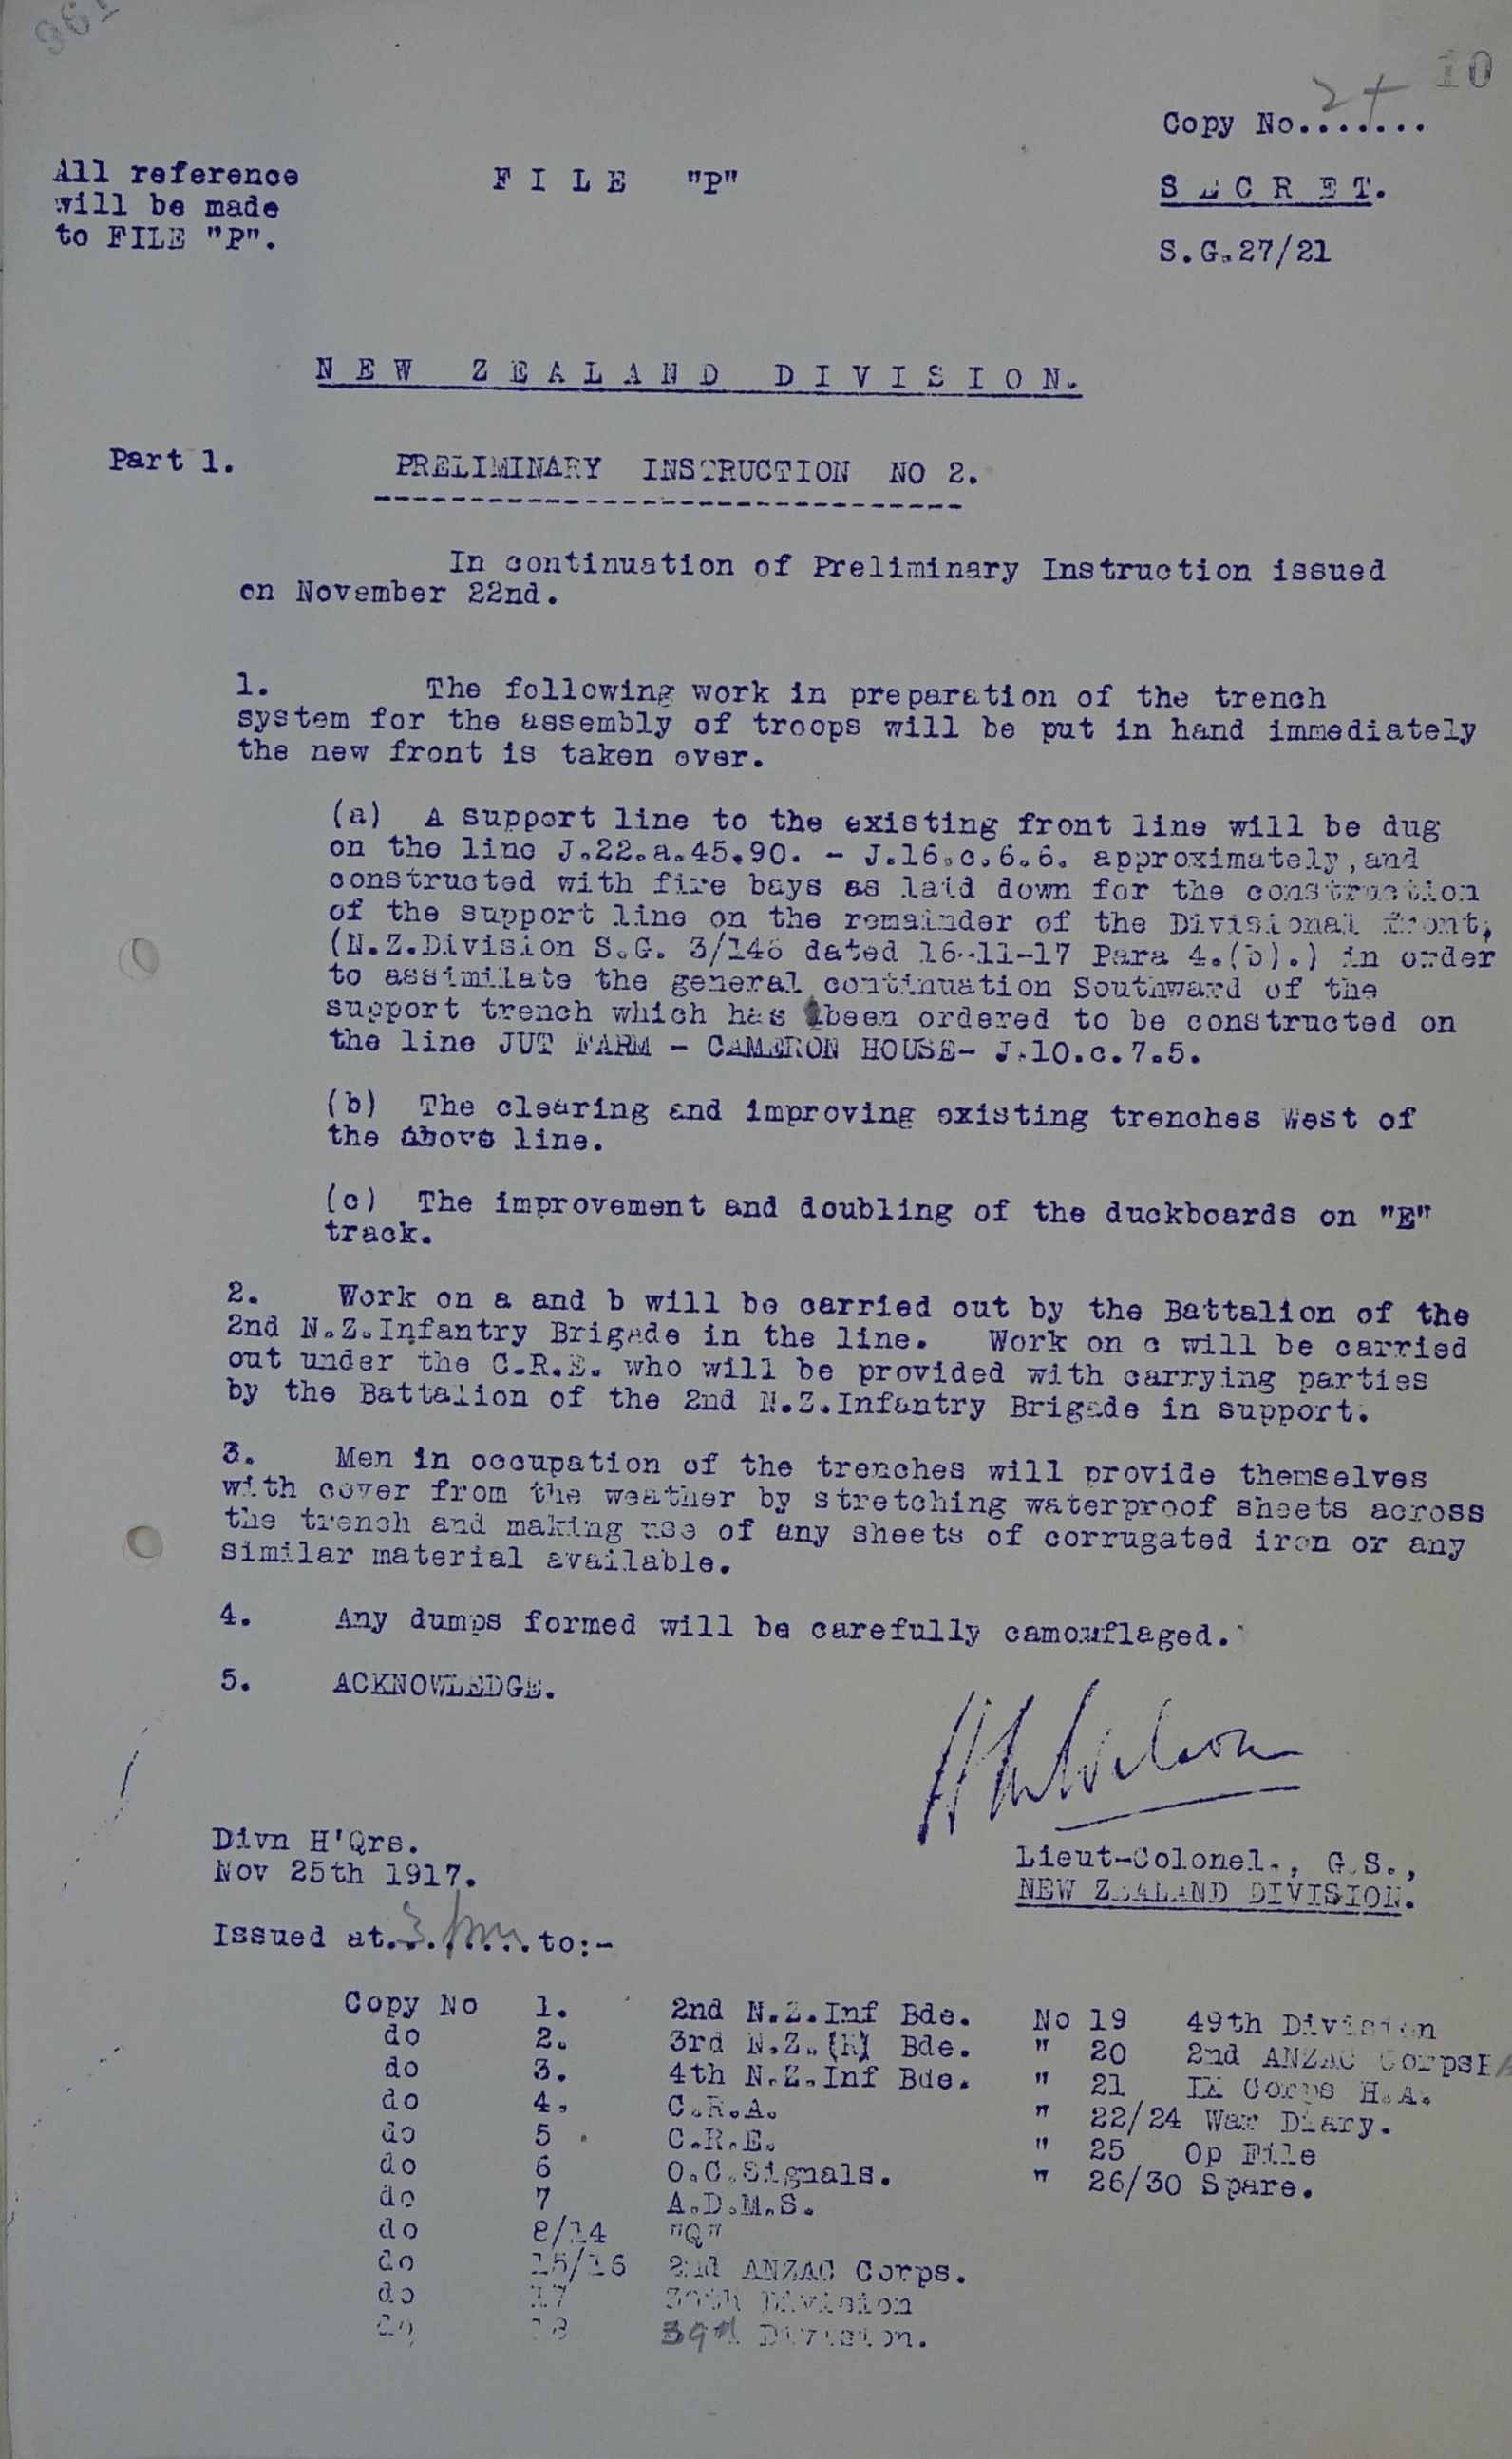 10
Copy No.......24
All reference
will be made
to FILE "P".
F I L E "P"
S E C R E T.
S.G.27/21
N E W Z E A L A N D D I V I S I O N.
Part 1.
PRELIMINARY INSTRUCTION NO 2.
In continuation of Preliminary Instruction issued
on November 22nd.
1. The following work in preparation of the trench
system for the assembly of troops will be put in hand immediately
the new front is taken over.
(a) A support line to the existing front line will be dug
on the line J.22.a.45.90. - J.16.c.6.6. approximately,and
constructed with fire bays as laid down for the construction
of the support line on the remainder of the Divisional front,
(N.Z.Division S.G. 3/146 dated 16-11-17 Para 4.(b).) in order
to assimilate the general continuation Southward of the
support trench which has been ordered to be constructed on
the line JUT FARM - CAMERON HOUSE- J.10.c.7.5.
(b) The clearing and improving existing trenches West of
the above line.
(c) The improvement and doubling of the duckboards on "E"
track.
2. Work on a and b will be carried out by the Battalion of the
2nd N.Z.Infantry Brigade in the line. Work on c will be carried
out under the C.R.E. who will be provided with carrying parties
by the Battalion of the 2nd N.Z.Infantry Brigade in support.
3. Men in occupation of the trenches will provide themselves
with cover from the weather by stretching waterproof sheets across
the trench and making use of any sheets of corrugated iron or any
similar material available.
4. Any dumps formed will be carefully camouflaged.
5. ACKNOWLEDGE.
Wilson
Divn H'Qrs.
Nov 25th 1917.
Lieut-Colonel., G.S.,
NEW ZEALAND DIVISION.
Issued at.........to:-
Copy No 1. 2nd N.Z.Inf Bde. No 19 49th Division
do 2. 3rd N.Z.(R) Bde. " 20 2nd ANZAC Corps
do 3. 4th N.Z.Inf Bde. " 21 IX Corps H.A.
do 4. C.R.A. " 22/24 War Diary.
do 5 . C.R.E. " 25 Op File
do 6 O.C.Signals. " 26/30 Spare.
do 7 A.D.M.S.
do 8/14 "Q"
do 15/16 2nd ANZAC Corps.
do 17 Division
do 18 39th Division.